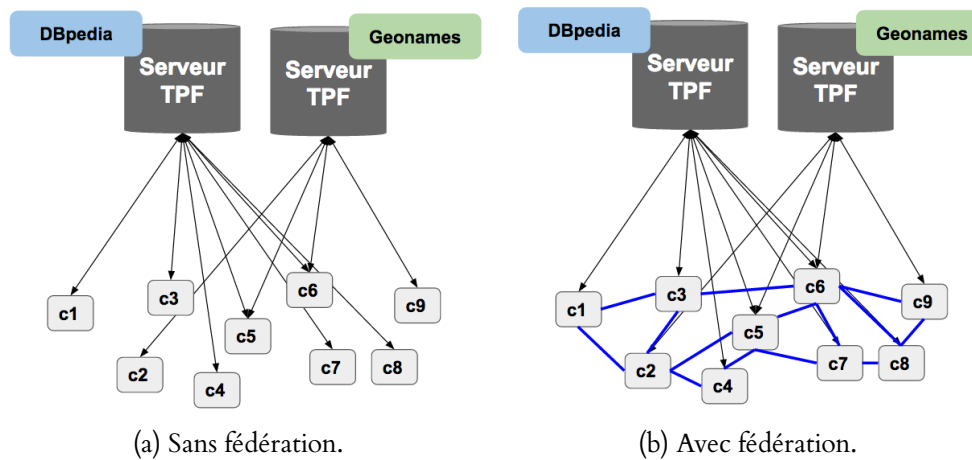 DBpedia
Geonames
Serveur
TPF
Serveur
TPF
c1
c3
c6
c9
c5
c2
c4
c7
c8
(a) Sans fédération.
DBpedia
Geonames
Serveur
TPF
Serveur
TPF
c1
c3
c6
c9
c5
c2
c4
c7
c8
(b) Avec fédération.